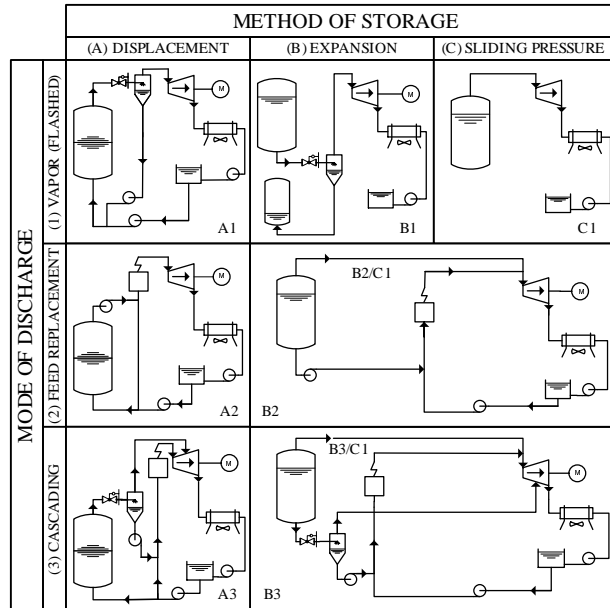 METHOD OF STORAGE
(A) DISPLACEMENT
(B) EXPANSION
(C) SLIDING PRESSURE
MODE OF DISCHARGE
(1) VAPOR (FLASHED)
M
A1
M
B1
C1
(2) FEED REPLACEMENT
M
A2
B2/C1
M
B2
(3) CASCADING
M
A3
B3/C1
M
B3